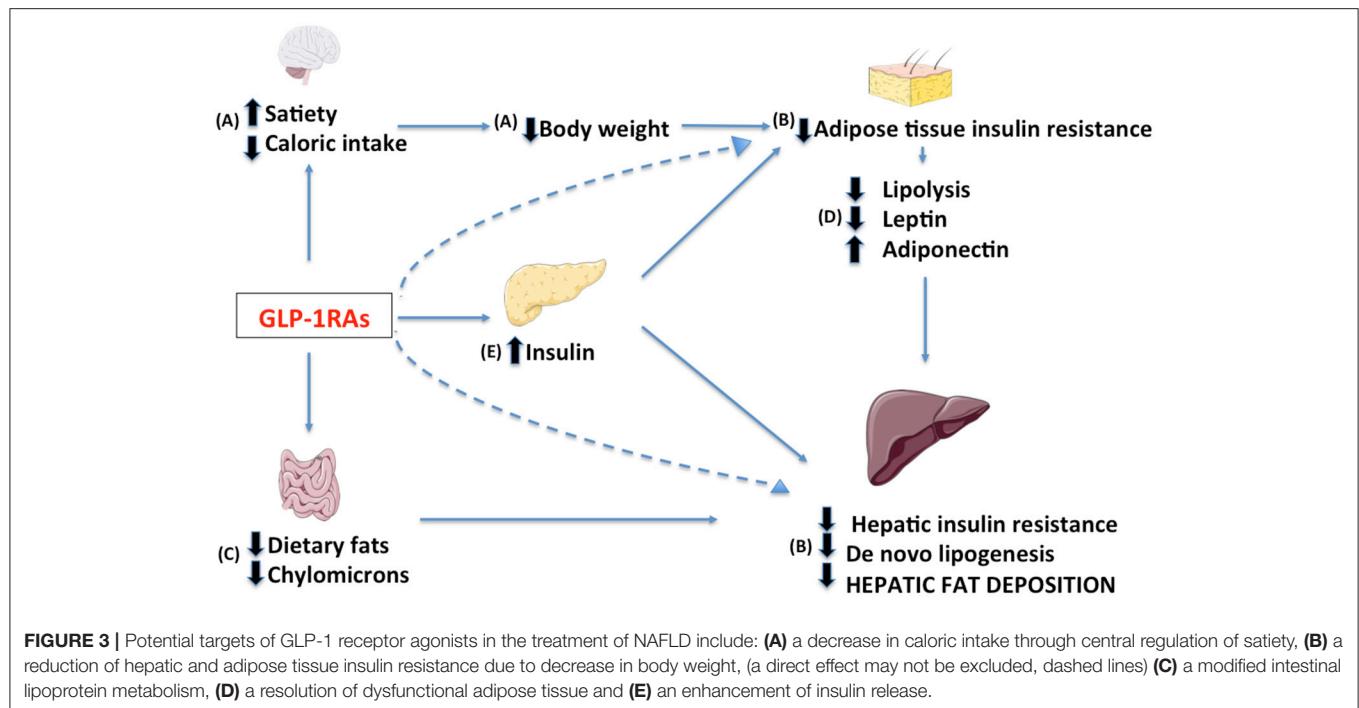 (A) Satiety
Caloric intake
(A) Body weight
(B) Adipose tissue insulin resistance
Lipolysis
(D) Leptin
Adiponectin
GLP-1RAs
(E) Insulin
(C) Dietary fats
Chylomicrons
Hepatic insulin resistance
(B) De novo lipogenesis
HEPATIC FAT DEPOSITION
FIGURE 3 | Potential targets of GLP-1 receptor agonists in the treatment of NAFLD include: (A) a decrease in caloric intake through central regulation of satiety, (B) a
reduction of hepatic and adipose tissue insulin resistance due to decrease in body weight, (a direct effect may not be excluded, dashed lines) (C) a modified intestinal
lipoprotein metabolism, (D) a resolution of dysfunctional adipose tissue and (E) an enhancement of insulin release.